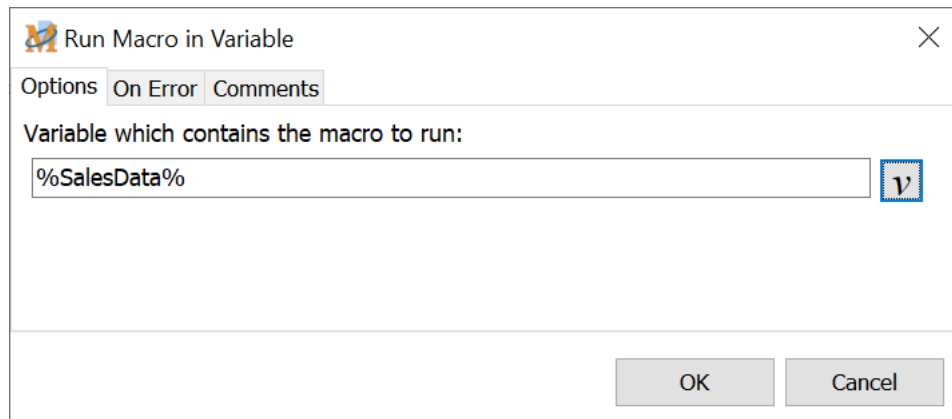 Run Macro in Variable
Options On Error Comments
Variable which contains the macro to run:
%SalesData%
v
OK Cancel